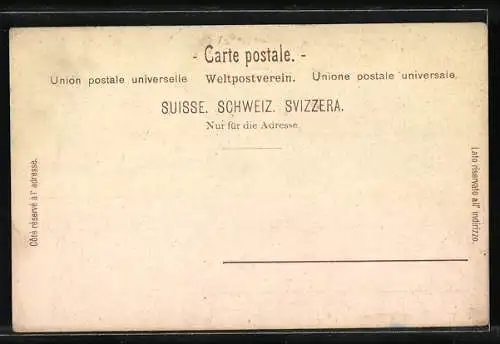 - Carte postale. -
Union postale universelle Weltpostverein. Unione postale universale.
SUISSE. SCHWEIZ. SVIZZERA.
Nur für die Adresse.
Côté réservé à l'adresse.
Lato riservato all' indirizzo.